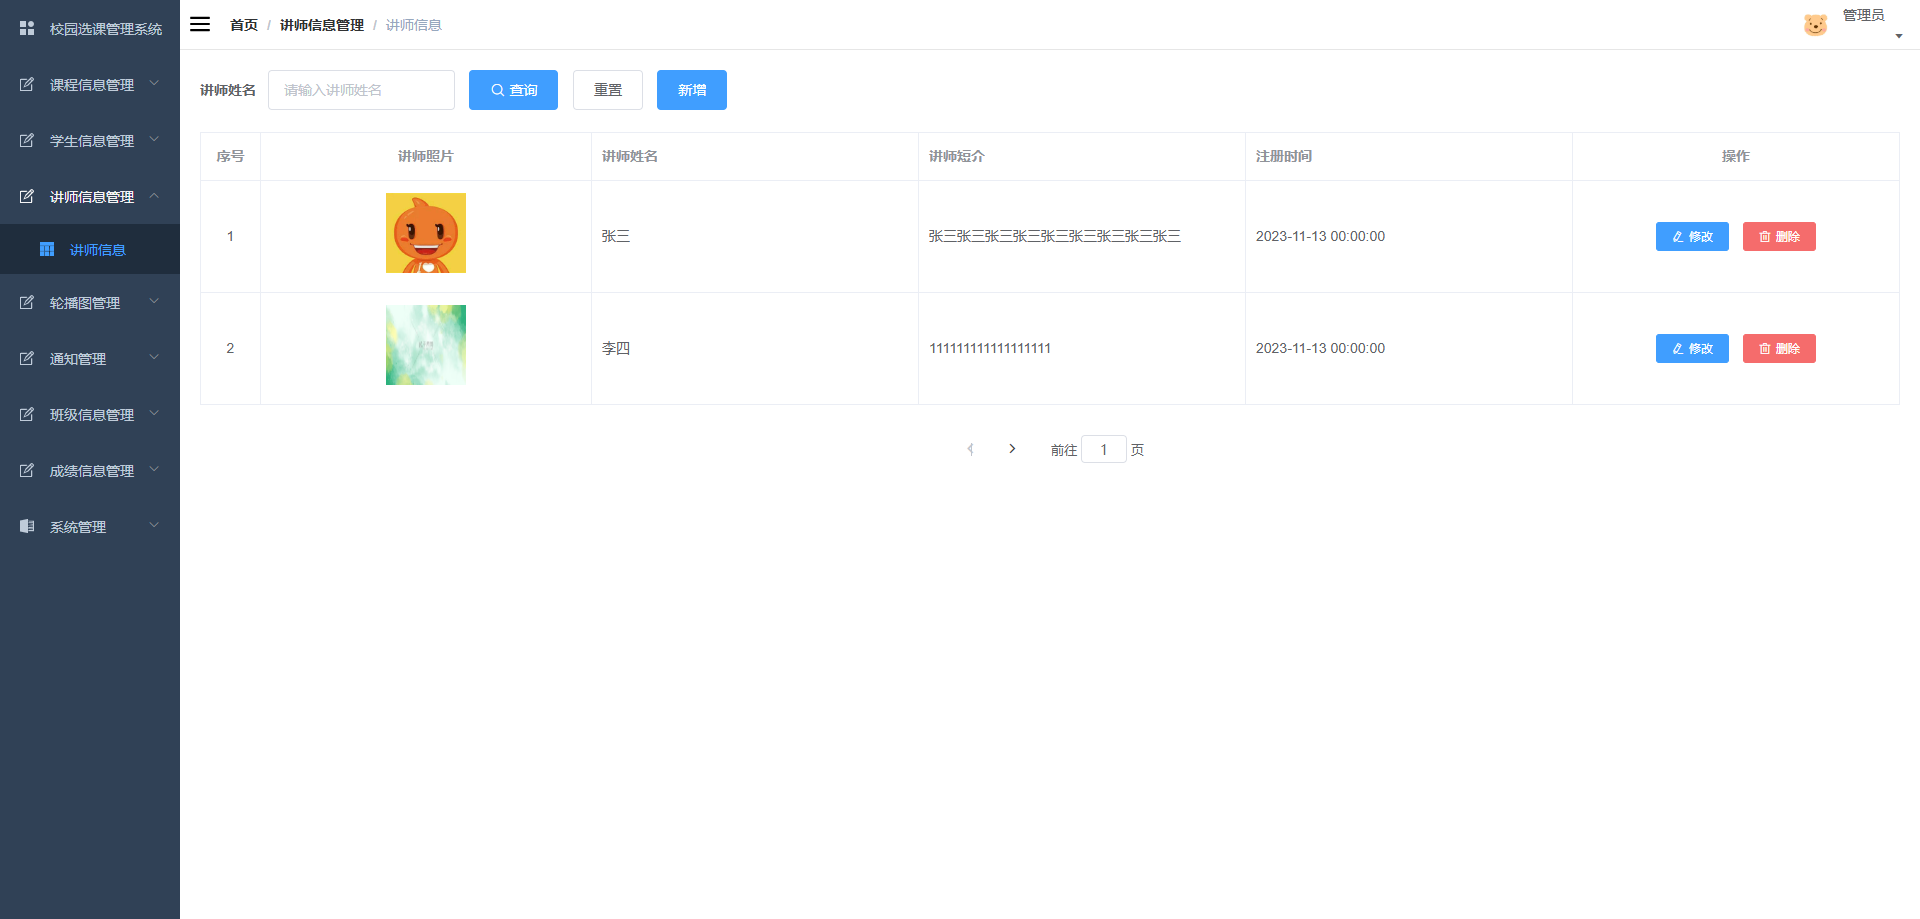 校园选课管理系统
课程信息管理
学生信息管理
讲师信息管理
讲师信息
轮播图管理
通知管理
班级信息管理
成绩信息管理
系统管理
首页 / 讲师信息管理 / 讲师信息
管理员
讲师姓名 请输入讲师姓名 查询 重置 新增
序号 讲师照片 讲师姓名 讲师短介 注册时间 操作
1 张三 张三张三张三张三张三张三张三张三张三 2023-11-13 00:00:00 修改 删除
2 李四 111111111111111111 2023-11-13 00:00:00 修改 删除
前往 1 页